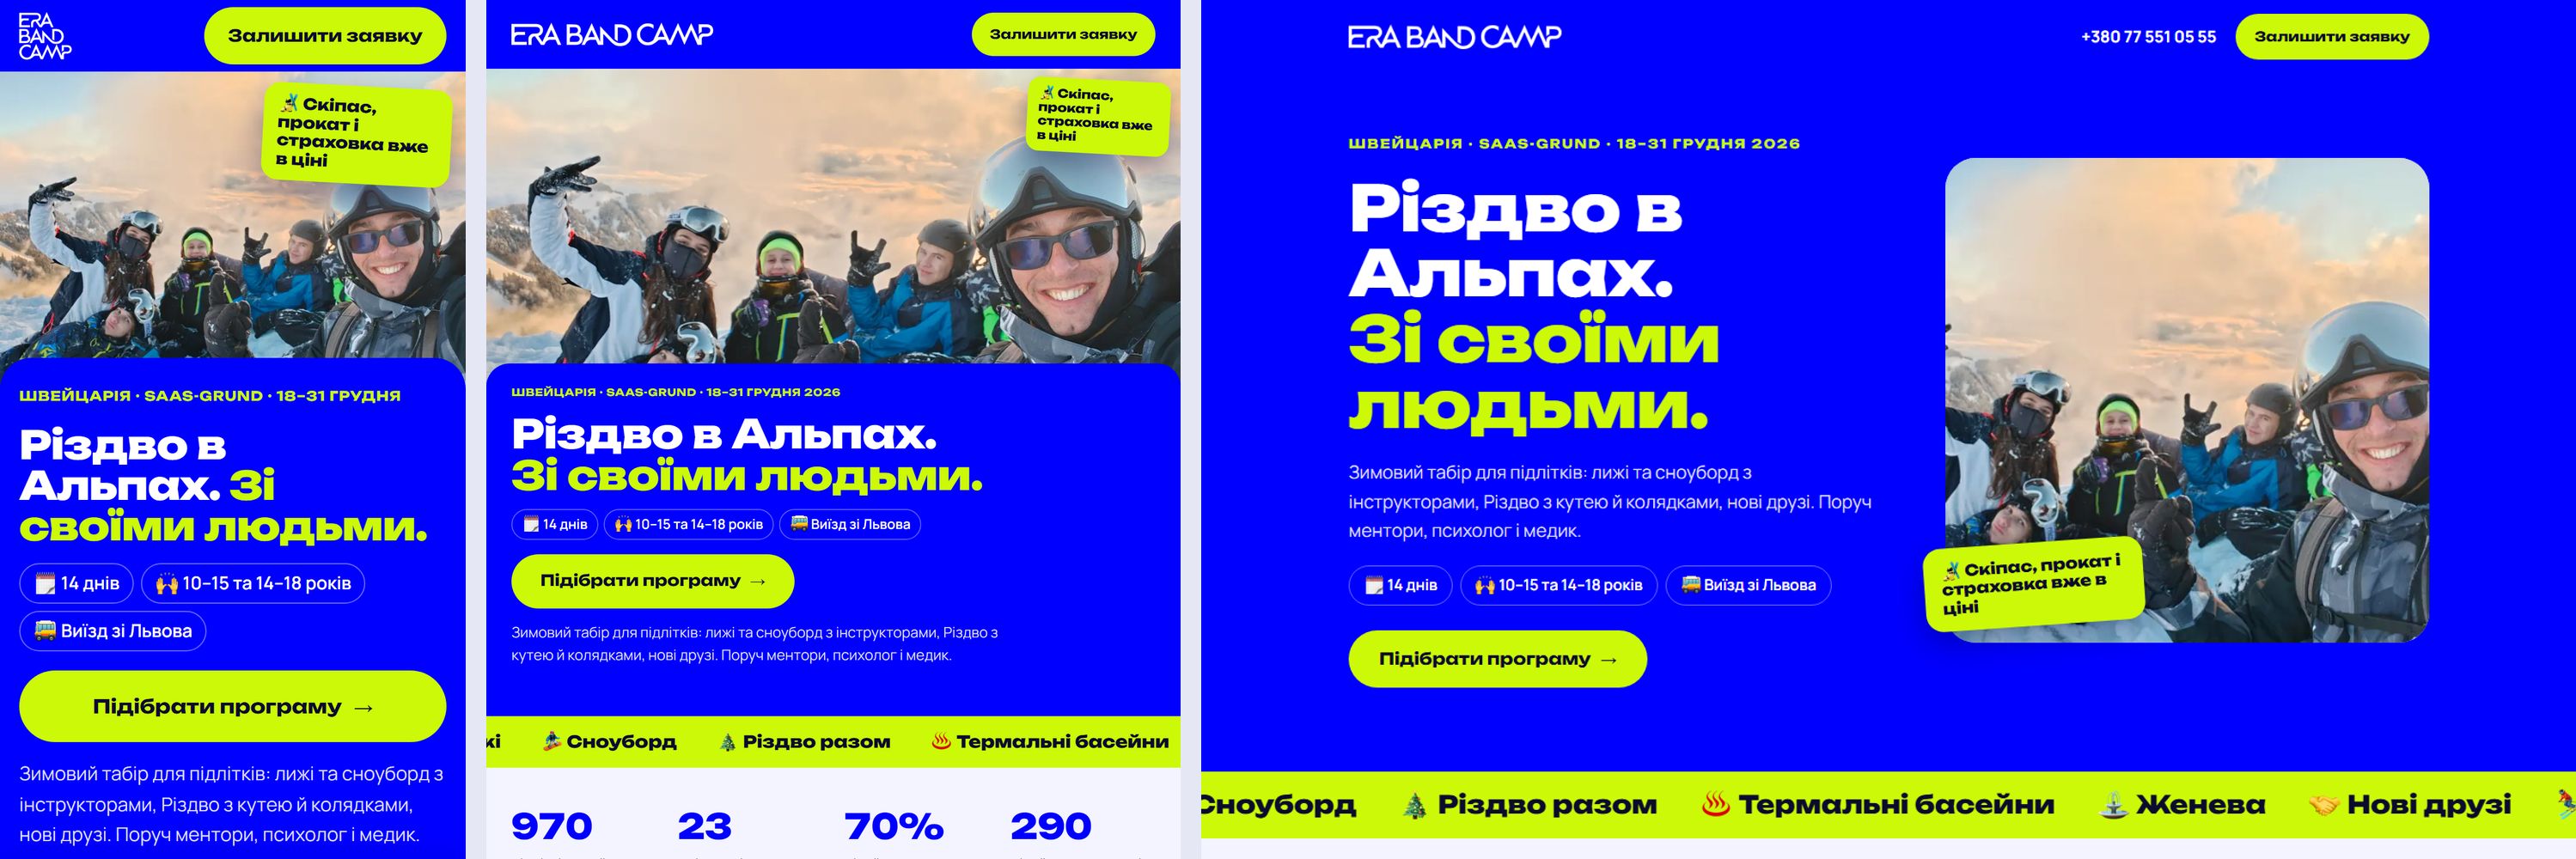 ERA
BAND
CAMP
Залишити заявку
Скіпас,
прокат і
страховка вже
в ціні
ШВЕЙЦАРІЯ · SAAS-GRUND · 18–31 ГРУДНЯ
Різдво в
Альпах. Зі
своїми людьми.
14 днів
10–15 та 14–18 років
Виїзд зі Львова
Підібрати програму →
Зимовий табір для підлітків: лижі та сноуборд з
інструкторами, Різдво з кутею й колядками,
нові друзі. Поруч ментори, психолог і медик.
ERA BAND CAMP
Залишити заявку
Скіпас,
прокат і
страховка вже
в ціні
ШВЕЙЦАРІЯ · SAAS-GRUND · 18–31 ГРУДНЯ 2026
Різдво в Альпах.
Зі своїми людьми.
14 днів
10–15 та 14–18 років
Виїзд зі Львова
Підібрати програму →
Зимовий табір для підлітків: лижі та сноуборд з інструкторами, Різдво з
кутею й колядками, нові друзі. Поруч ментори, психолог і медик.
кі Сноуборд Різдво разом Термальні басейни
970 23 70% 290
ERA BAND CAMP
+380 77 551 05 55
Залишити заявку
ШВЕЙЦАРІЯ · SAAS-GRUND · 18–31 ГРУДНЯ 2026
Різдво в
Альпах.
Зі своїми
людьми.
Зимовий табір для підлітків: лижі та сноуборд з
інструкторами, Різдво з кутею й колядками, нові друзі. Поруч
ментори, психолог і медик.
14 днів
10–15 та 14–18 років
Виїзд зі Львова
Підібрати програму →
Скіпас, прокат і
страховка вже в
ціні
Сноуборд Різдво разом Термальні басейни Женева Нові друзі